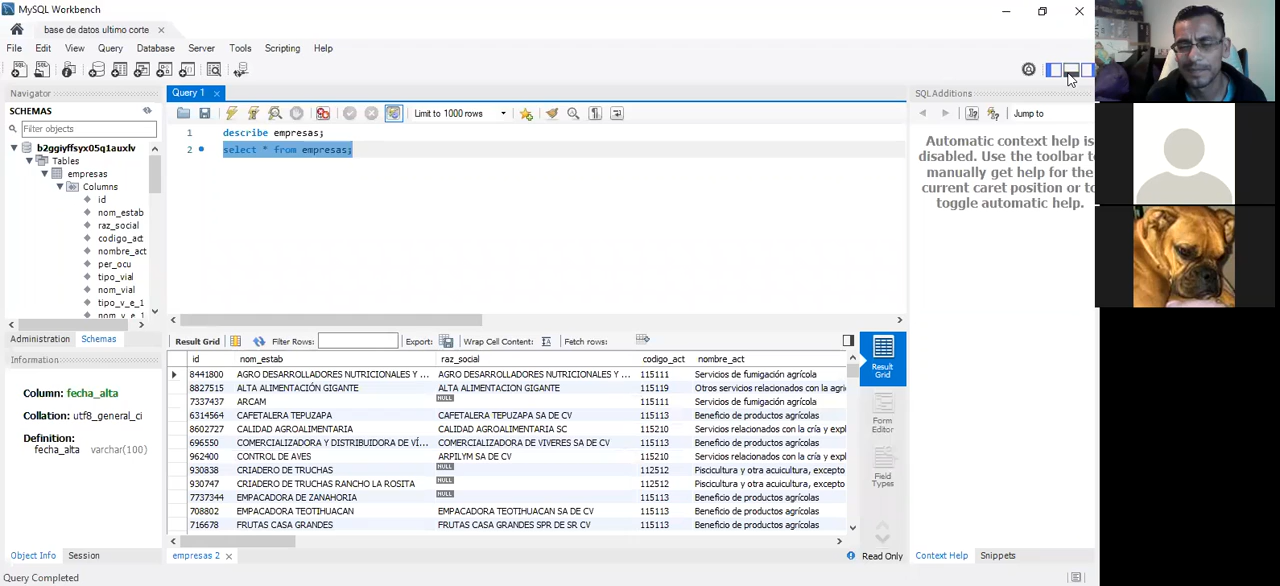 MySQL Workbench
base de datos ultimo corte
File Edit View Query Database Server Tools Scripting Help
Navigator
SCHEMAS
Filter objects
b2ggiyffsyx05q1auxlv
Tables
empresas
Columns
id
nom_estab
raz_social
codigo_act
nombre_act
per_ocu
tipo_vial
nom_vial
tipo_v_e_1
nom_v_e_1
Administration Schemas
Information
Column: fecha_alta
Collation: utf8_general_ci
Definition:
fecha_alta varchar(100)
Object Info Session
Query Completed
Query 1
Limit to 1000 rows
1 describe empresas;
2 select * from empresas;
Result Grid Filter Rows: Export: Wrap Cell Content: Fetch rows:
id nom_estab raz_social codigo_act nombre_act
8441800 AGRO DESARROLLADORES NUTRICIONALES Y ... AGRO DESARROLLADORES NUTRICIONALES Y ... 115111 Servicios de fumigación agrícola
8827515 ALTA ALIMENTACIÓN GIGANTE ALTA ALIMENTACION GIGANTE 115119 Otros servicios relacionados con la agri
7337437 ARCAM NULL 115111 Servicios de fumigación agrícola
6314564 CAFETALERA TEPUZAPA CAFETALERA TEPUZAPA SA DE CV 115113 Beneficio de productos agrícolas
8602727 CALIDAD AGROALIMENTARIA CALIDAD AGROALIMENTARIA SC 115210 Servicios relacionados con la cría y expl
696550 COMERCIALIZADORA Y DISTRIBUIDORA DE VÍ... COMERCIALIZADORA DE VIVERES SA DE CV 115113 Beneficio de productos agrícolas
962400 CONTROL DE AVES ARPILYM SA DE CV 115210 Servicios relacionados con la cría y expl
930838 CRIADERO DE TRUCHAS NULL 112512 Piscicultura y otra acuicultura, excepto
930747 CRIADERO DE TRUCHAS RANCHO LA ROSITA NULL 112512 Piscicultura y otra acuicultura, excepto
7737344 EMPACADORA DE ZANAHORIA NULL 115113 Beneficio de productos agrícolas
708802 EMPACADORA TEOTIHUACAN EMPACADORA TEOTIHUACAN SA DE CV 115113 Beneficio de productos agrícolas
716678 FRUTAS CASA GRANDES FRUTAS CASA GRANDES SPR DE SR CV 115113 Beneficio de productos agrícolas
Result
Grid
Form
Editor
Field
Types
empresas 2
Read Only
SQLAdditions
Jump to
Automatic context help is
disabled. Use the toolbar t
manually get help for the
current caret position or to
toggle automatic help.
Context Help Snippets